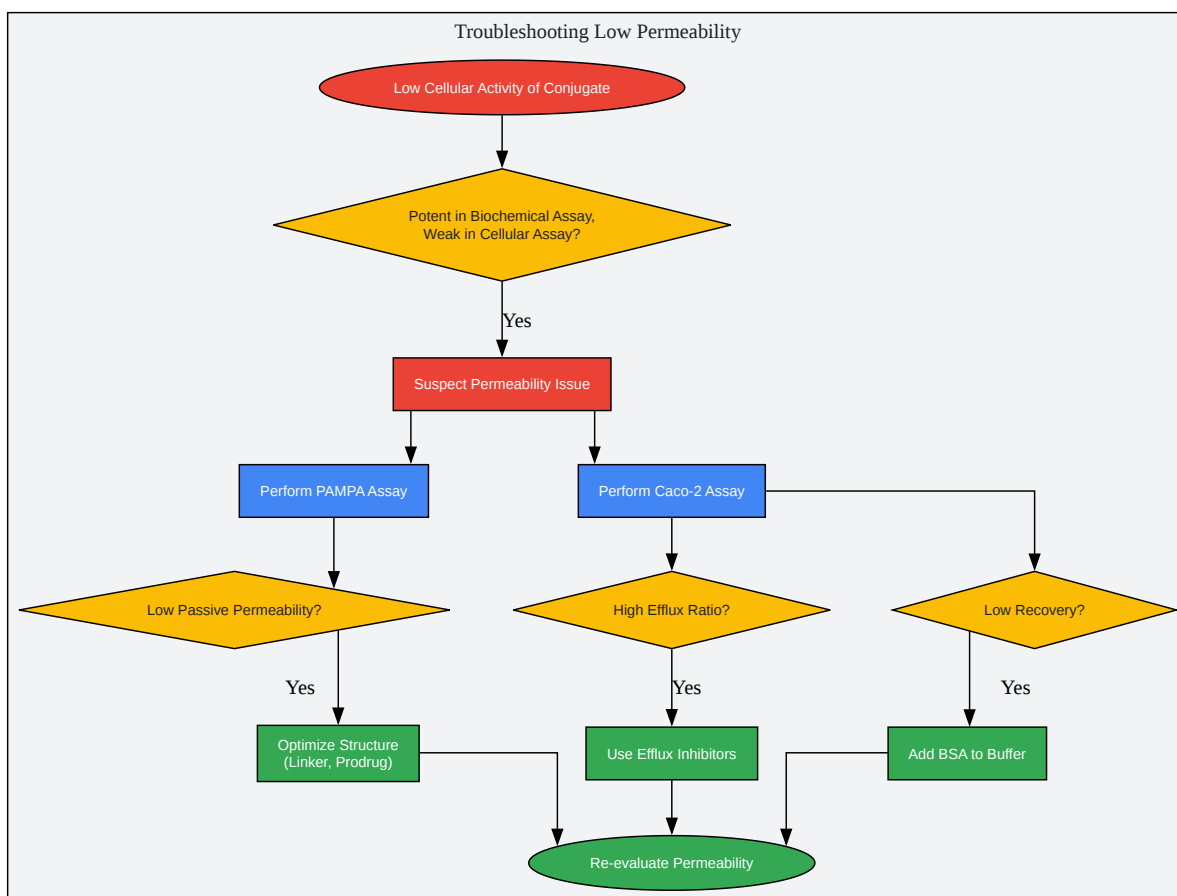 Troubleshooting Low Permeability
Low Cellular Activity of Conjugate
Potent in Biochemical Assay,
Weak in Cellular Assay?
Yes
Suspect Permeability Issue
Perform PAMPA Assay
Perform Caco-2 Assay
Low Passive Permeability?
High Efflux Ratio?
Low Recovery?
Yes
Yes
Yes
Optimize Structure
(Linker, Prodrug)
Use Efflux Inhibitors
Add BSA to Buffer
Re-evaluate Permeability